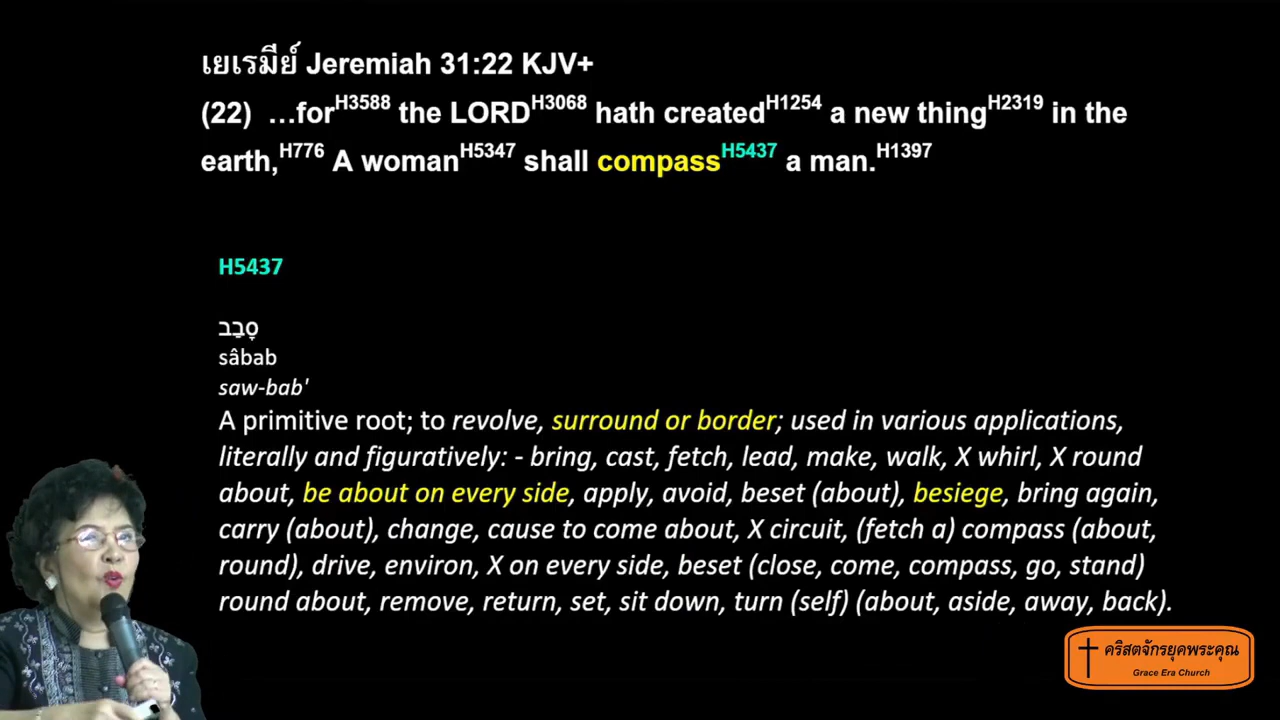 เยเรมีย์ Jeremiah 31:22 KJV+
(22) ...forH3588 the LORDH3068 hath createdH1254 a new thingH2319 in the
earth,H776 A womanH5347 shall compassH5437 a man.H1397
H5437
סָבַב
sâbab
saw-bab'
A primitive root; to revolve, surround or border; used in various applications,
literally and figuratively: - bring, cast, fetch, lead, make, walk, X whirl, X round
about, be about on every side, apply, avoid, beset (about), besiege, bring again,
carry (about), change, cause to come about, X circuit, (fetch a) compass (about,
round), drive, environ, X on every side, beset (close, come, compass, go, stand)
round about, remove, return, set, sit down, turn (self) (about, aside, away, back).
คริสตจักรยุคพระคุณ
Grace Era Church